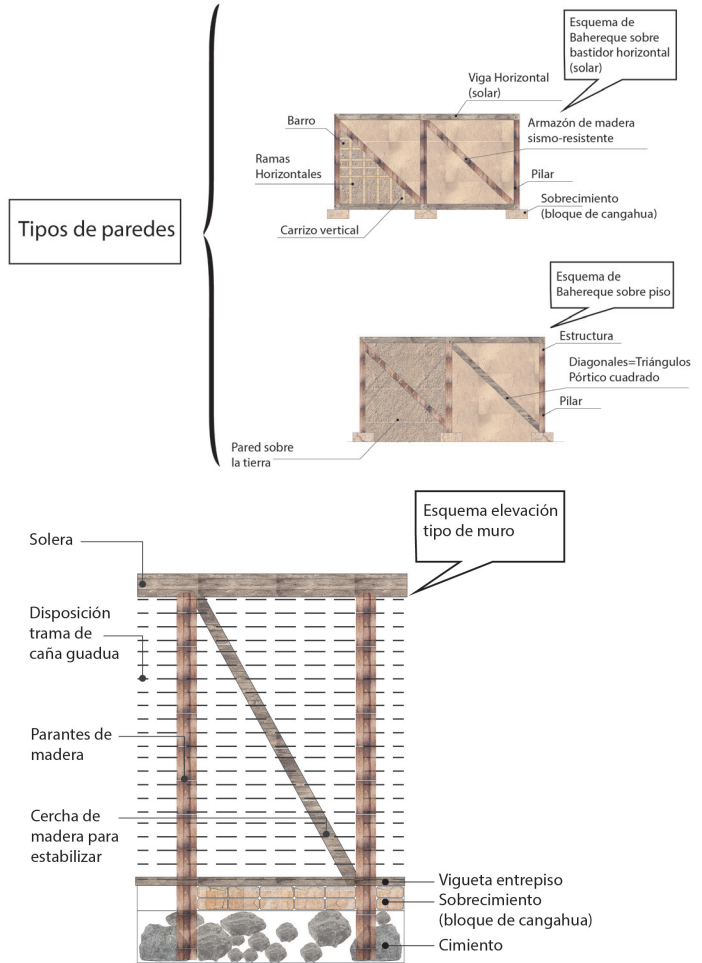 Tipos de paredes
Esquema de
Bahereque sobre
bastidor horizontal
(solar)
Viga Horizontal
(solar)
Barro
Armazón de madera
sismo-resistente
Ramas
Horizontales
Pilar
Sobrecimiento
(bloque de cangahua)
Carrizo vertical
Esquema de
Bahereque sobre piso
Estructura
Diagonales=Triángulos
Pórtico cuadrado
Pilar
Pared sobre
la tierra
Esquema elevación
tipo de muro
Solera
Disposición
trama de
caña guadua
Parantes de
madera
Cercha de
madera para
estabilizar
Vigueta entrepiso
Sobrecimiento
(bloque de cangahua)
Cimiento